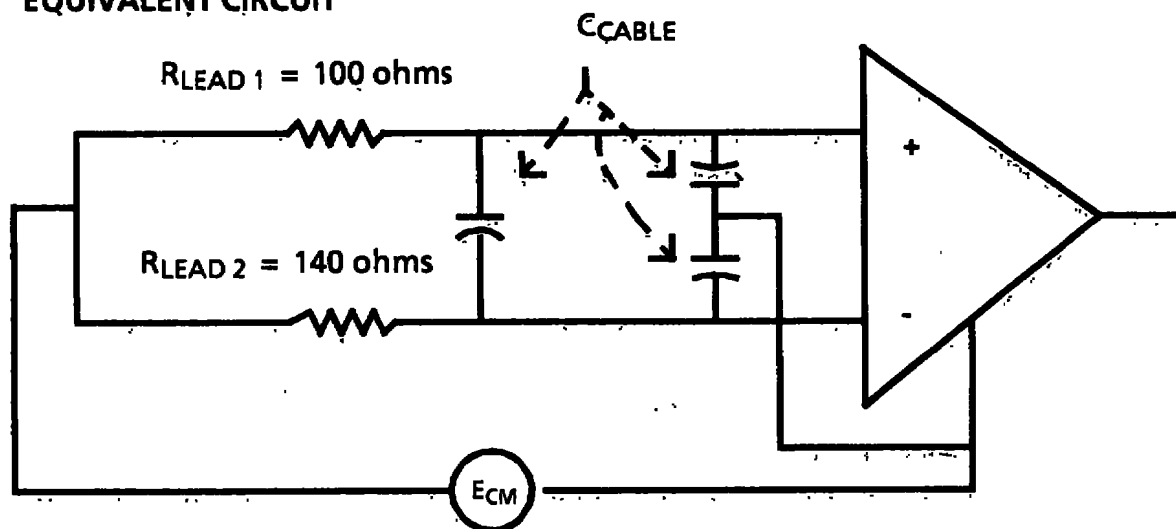 EQUIVALENT CIRCUIT
CCABLE
RLEAD 1 = 100 ohms
+
RLEAD 2 = 140 ohms
-
ECM